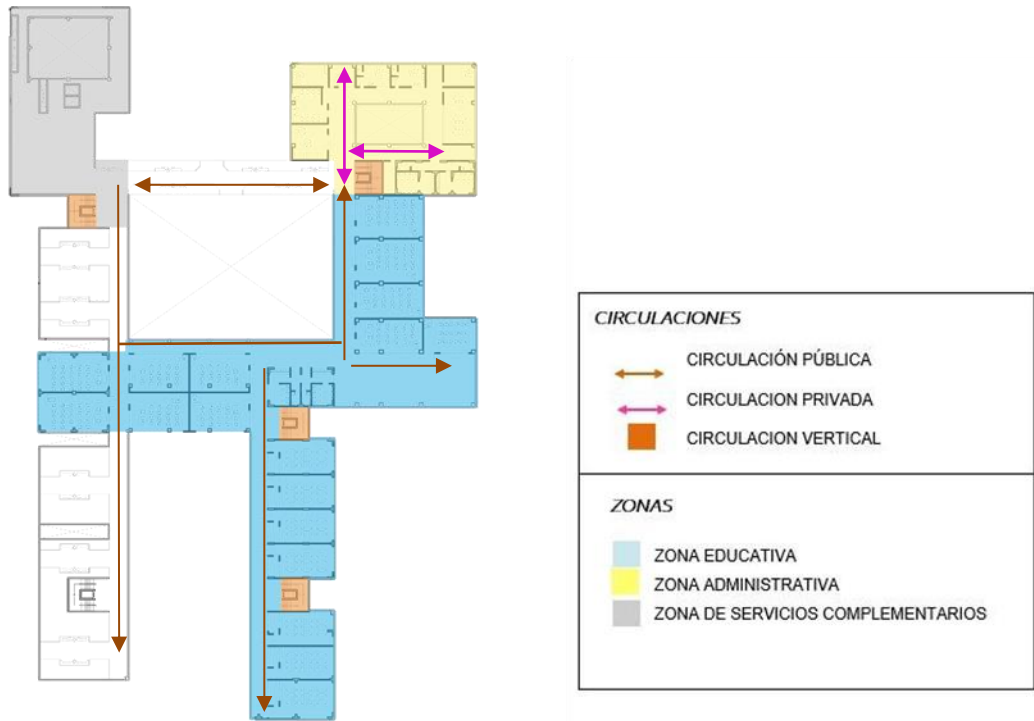 CIRCULACIONES
CIRCULACIÓN PÚBLICA
CIRCULACION PRIVADA
CIRCULACION VERTICAL
ZONAS
ZONA EDUCATIVA
ZONA ADMINISTRATIVA
ZONA DE SERVICIOS COMPLEMENTARIOS